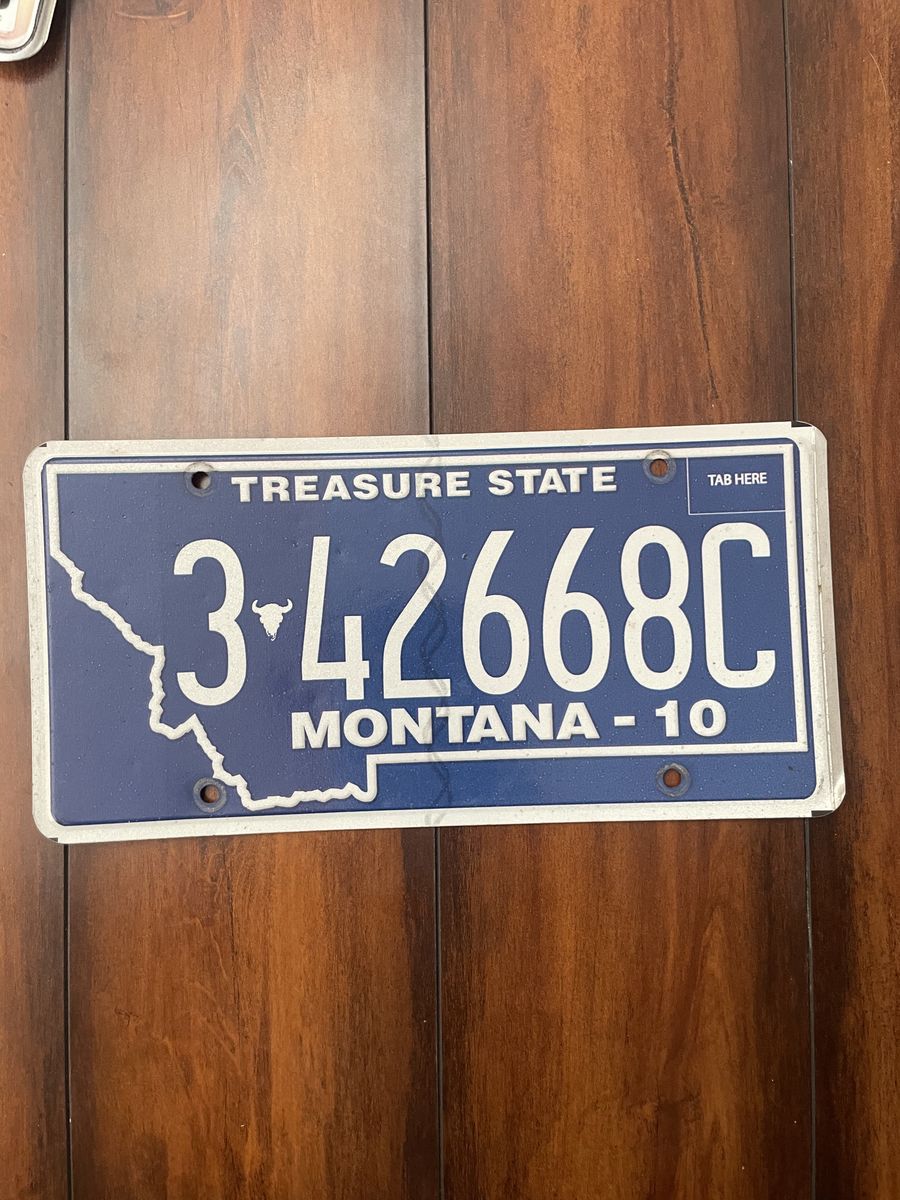 TREASURE STATE
TAB HERE
3 42668C
MONTANA - 10